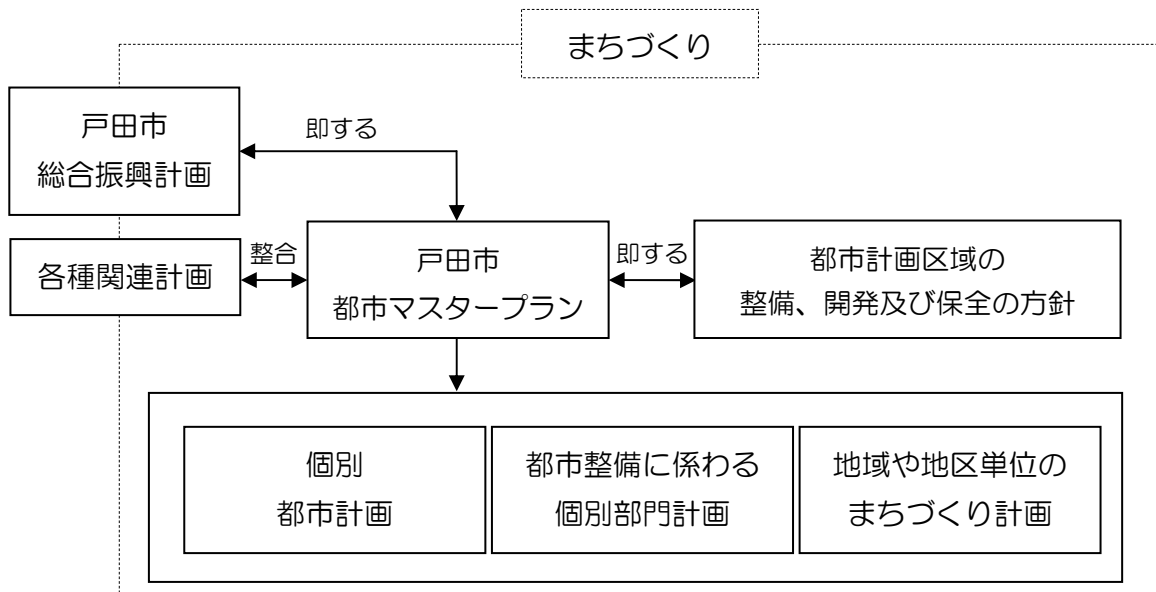 まちづくり
戸田市
総合振興計画
即する
各種関連計画
整合
戸田市
都市マスタープラン
即する
都市計画区域の
整備、開発及び保全の方針
個別
都市計画
都市整備に係わる
個別部門計画
地域や地区単位の
まちづくり計画